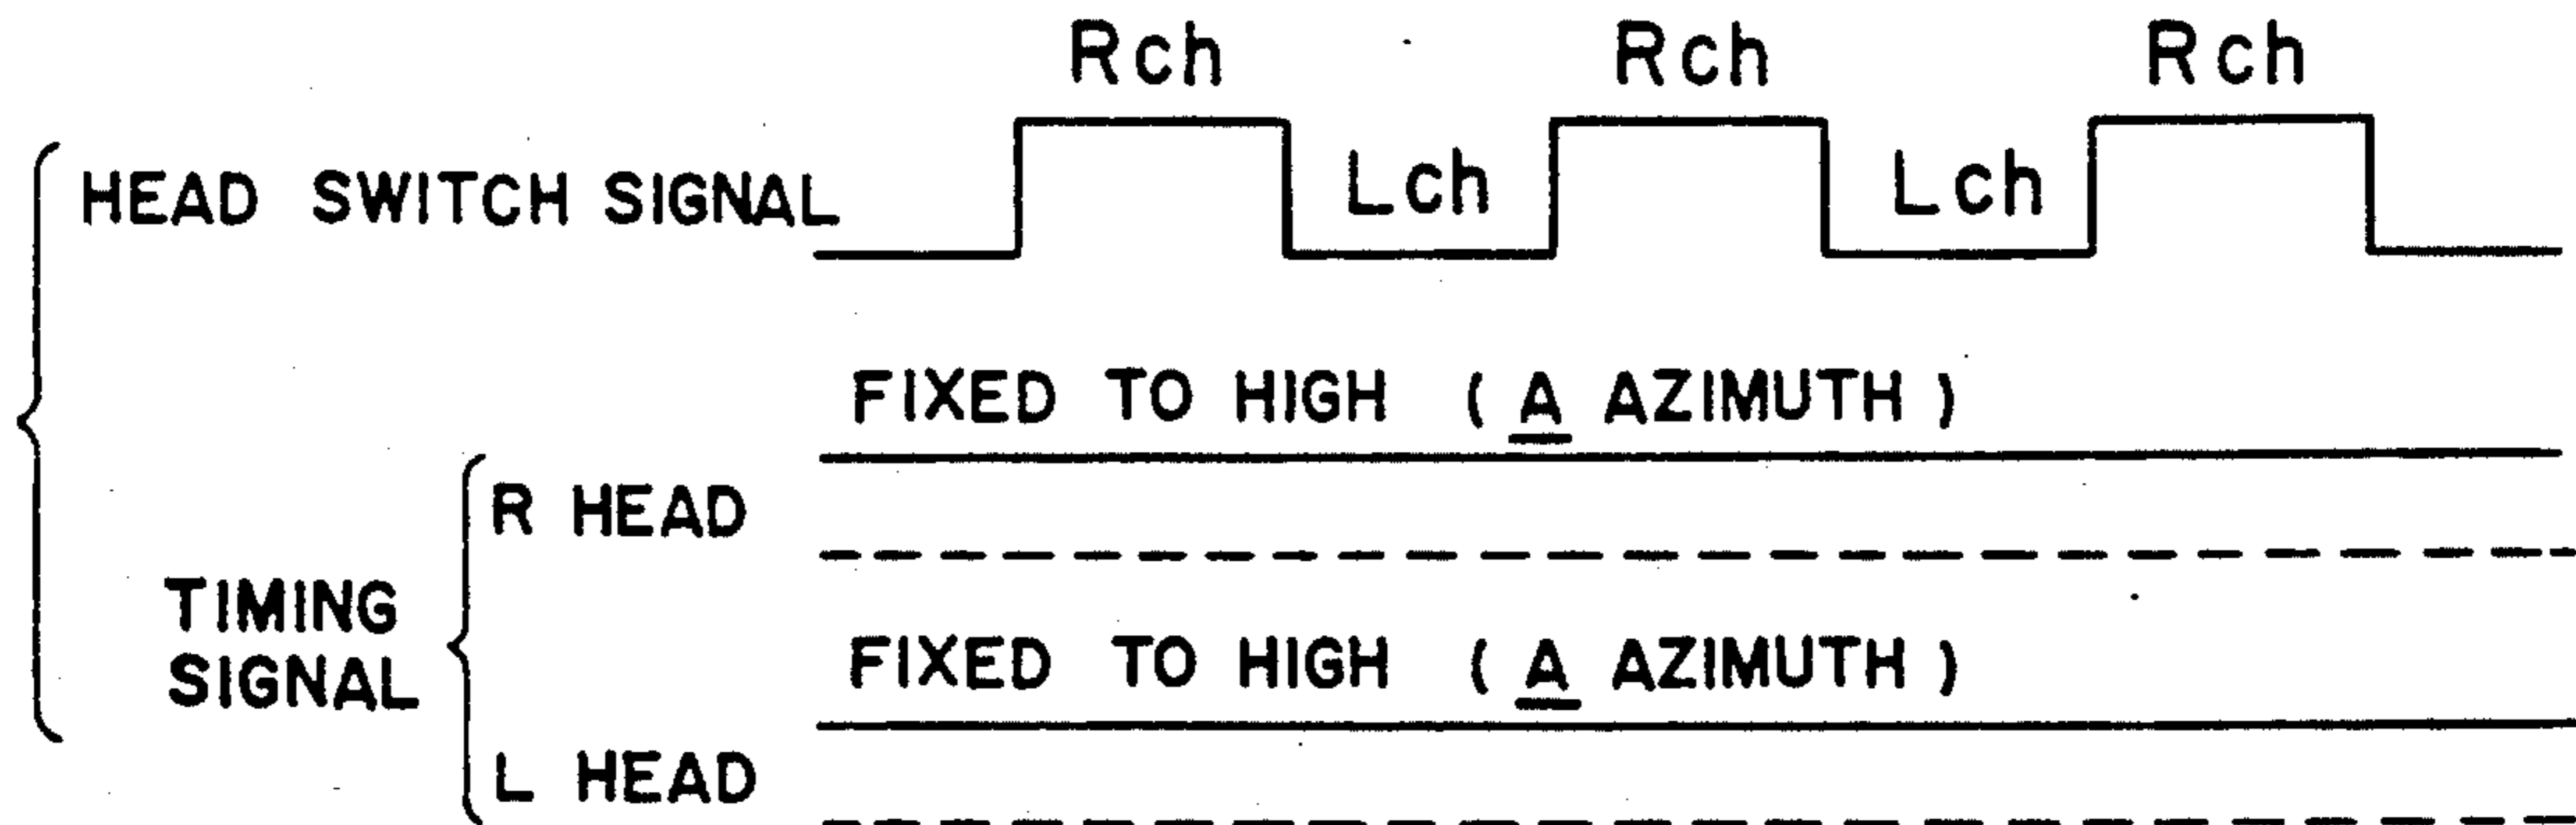 Rch Rch Rch
HEAD SWITCH SIGNAL Lch Lch
FIXED TO HIGH ( A AZIMUTH )
R HEAD
TIMING
SIGNAL
FIXED TO HIGH ( A AZIMUTH )
L HEAD